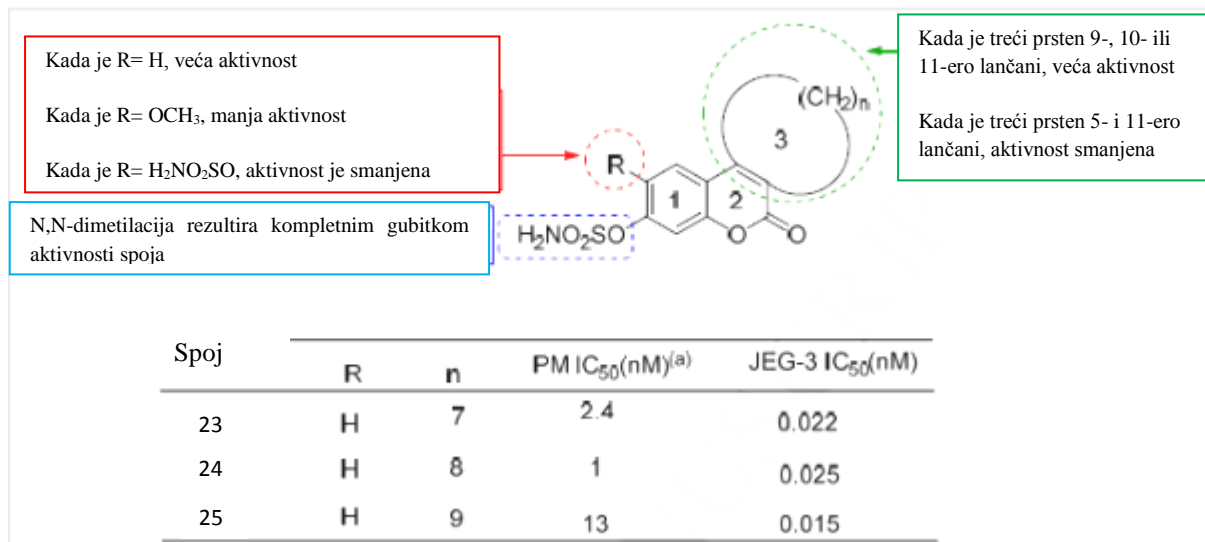 Kada je R= H, veća aktivnost
Kada je R= OCH₃, manja aktivnost
Kada je R= H₂NO₂SO, aktivnost je smanjena
N,N-dimetilacija rezultira kompletnim gubitkom
aktivnosti spoja
Kada je treći prsten 9-, 10- ili
11-ero lančani, veća aktivnost
Kada je treći prsten 5- i 11-ero
lančani, aktivnost smanjena
(CH₂)ₙ
3
R
1 2
H₂NO₂SO O O
Spoj R n PM IC₅₀(nM)⁽ᵃ⁾ JEG-3 IC₅₀(nM)
23 H 7 2.4 0.022
24 H 8 1 0.025
25 H 9 13 0.015